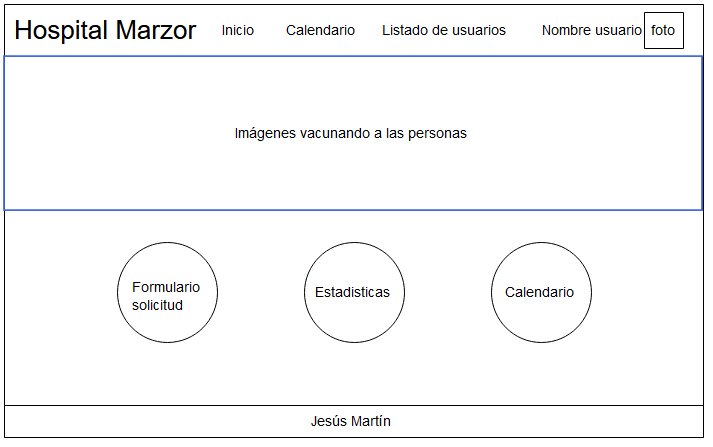 Hospital Marzor Inicio Calendario Listado de usuarios Nombre usuario foto
Imágenes vacunando a las personas
Formulario
solicitud
Estadisticas
Calendario
Jesús Martín